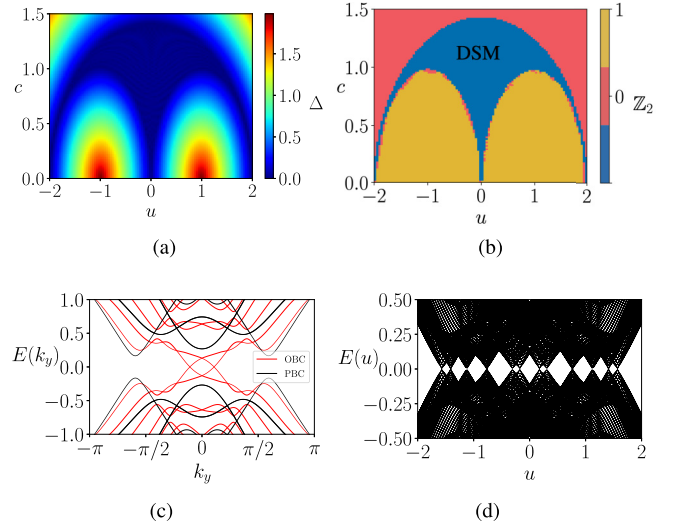 1.5
1.0
c
0.5
0.0
−2 −1 0 1 2
u
1.5
1.0
0.5
0.0
Δ
(a)
1.5
1.0
c
0.5
0.0
DSM
−2 −1 0 1 2
u
1
0
ℤ₂
(b)
1.0
0.5
E(k_y)
0.0
−0.5
−1.0
OBC
PBC
−π −π/2 0 π/2 π
k_y
(c)
0.50
0.25
E(u)
0.00
−0.25
−0.50
−2 −1 0 1 2
u
(d)